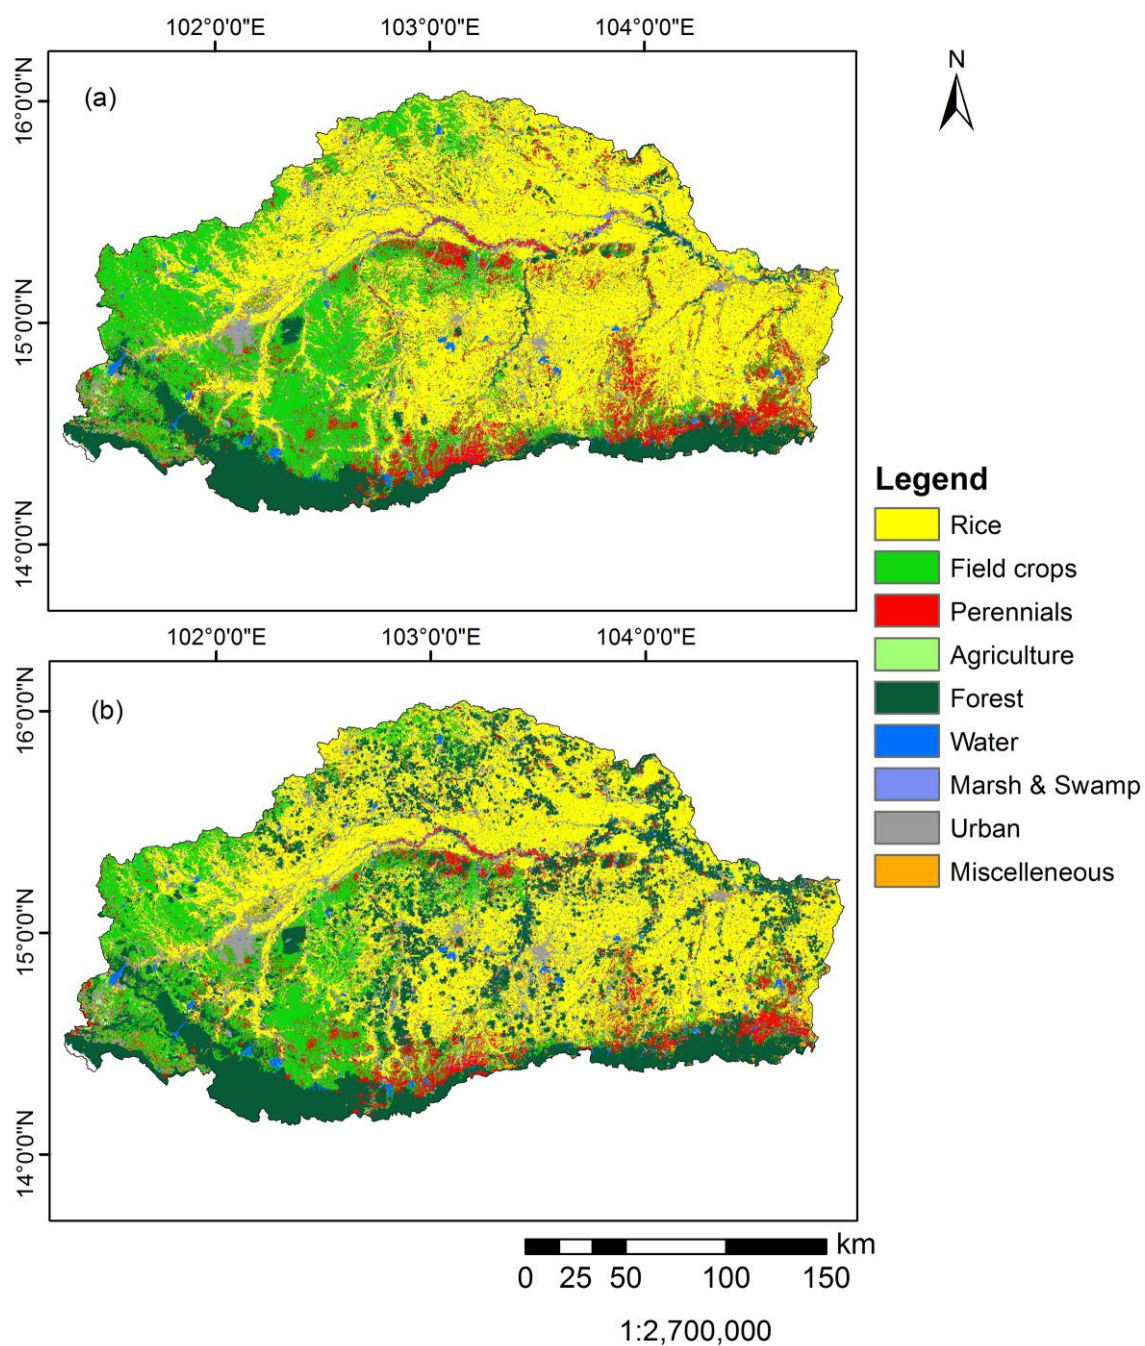 102°0'0"E 103°0'0"E 104°0'0"E
N
16°0'0"N
(a)
15°0'0"N
14°0'0"N
Legend
Rice
Field crops
Perennials
Agriculture
Forest
Water
Marsh & Swamp
Urban
Miscelleneous
102°0'0"E 103°0'0"E 104°0'0"E
16°0'0"N
(b)
15°0'0"N
14°0'0"N
km
0 25 50 100 150
1:2,700,000